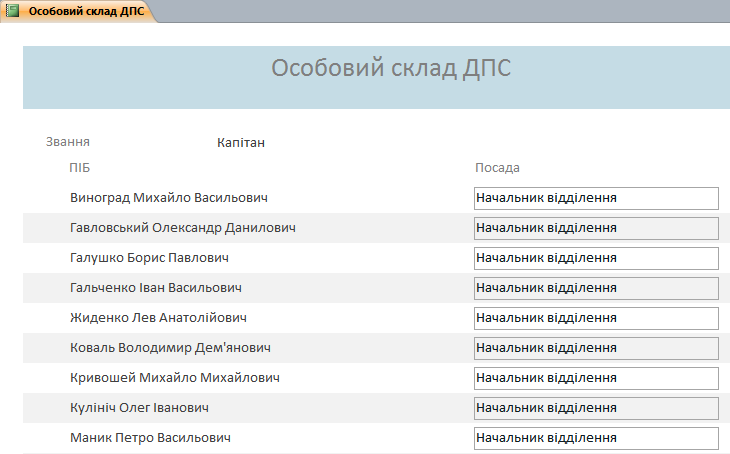 Особовий склад ДПС
Особовий склад ДПС
Звання Капітан
ПІБ Посада
Виноград Михайло Васильович Начальник відділення
Гавловський Олександр Данилович Начальник відділення
Галушко Борис Павлович Начальник відділення
Гальченко Іван Васильович Начальник відділення
Жиденко Лев Анатолійович Начальник відділення
Коваль Володимир Дем'янович Начальник відділення
Кривошей Михайло Михайлович Начальник відділення
Кулініч Олег Іванович Начальник відділення
Маник Петро Васильович Начальник відділення